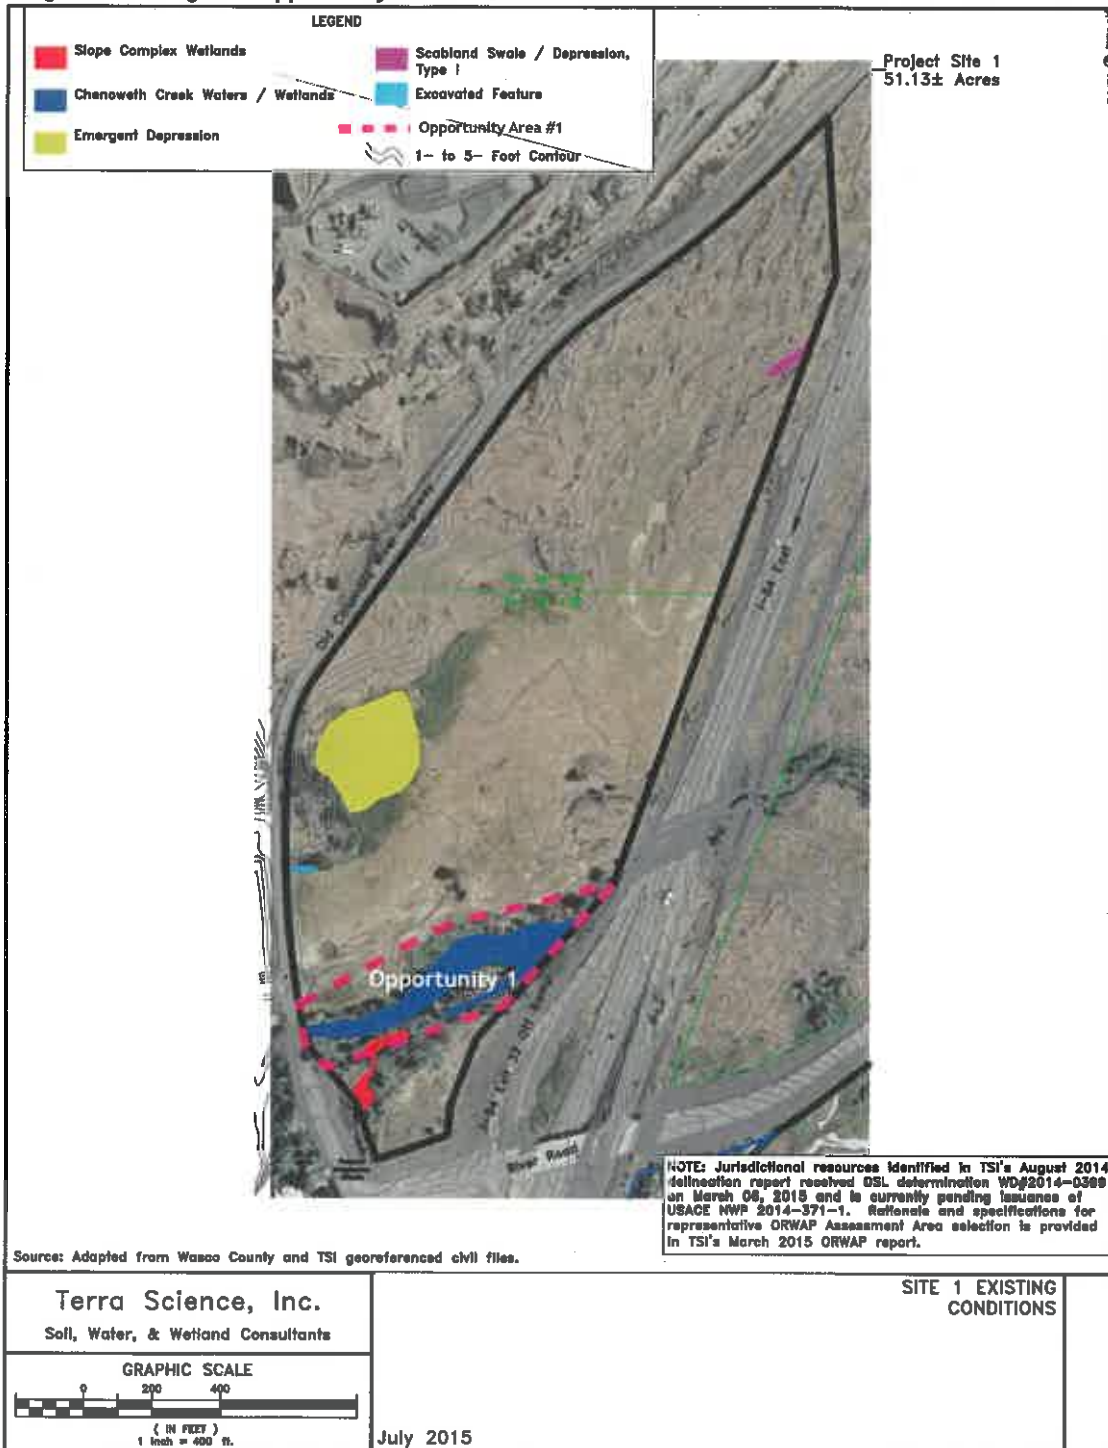 LEGEND
Slope Complex Wetlands
Chenoweth Creek Waters / Wetlands
Emergent Depression
Scabland Swale / Depression,
Type I
Excavated Feature
Opportunity Area #1
1- to 5- Foot Contour
Project Site 1
51.13± Acres
Old Columbia River Highway
I-84 East
Opportunity 1
River Road
NOTE: Jurisdictional resources identified in TSI's August 2014
delineation report received DSL determination
on March 06, 2015 and is currently pending issuance of
USACE NWP 2014-371-1. Rationale and specifications for
representative ORWAP Assessment Area selection is provided
in TSI's March 2015 ORWAP report.
Source: Adapted from Wasco County and TSI georeferenced civil files.
Terra Science, Inc.
Soil, Water, & Wetland Consultants
SITE 1 EXISTING
CONDITIONS
GRAPHIC SCALE
0 200 400
( IN FEET )
1 inch = 400 ft.
July 2015